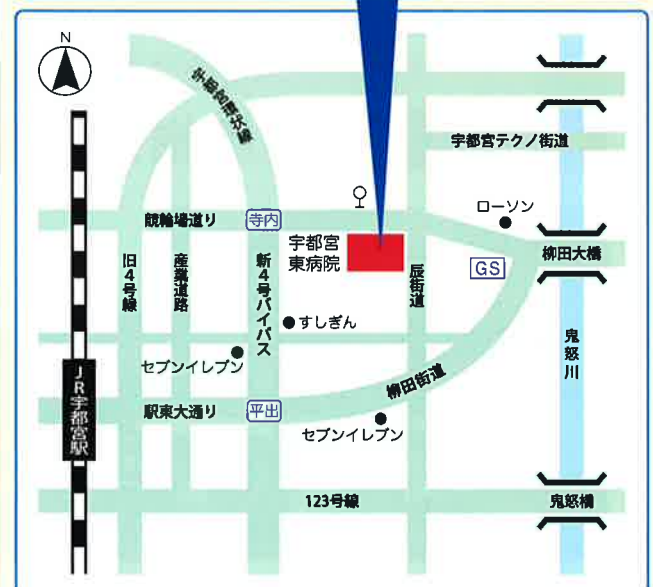 N
宇都宮環状線
宇都宮テクノ街道
ローソン
競輪場道り
寺内
宇都宮
東病院
柳田大橋
GS
旧4号線
産業道路
新4号バイパス
辰街道
すしぎん
鬼怒川
セブンイレブン
JR宇都宮駅
柳田街道
駅東大通り
平出
セブンイレブン
123号線
鬼怒橋